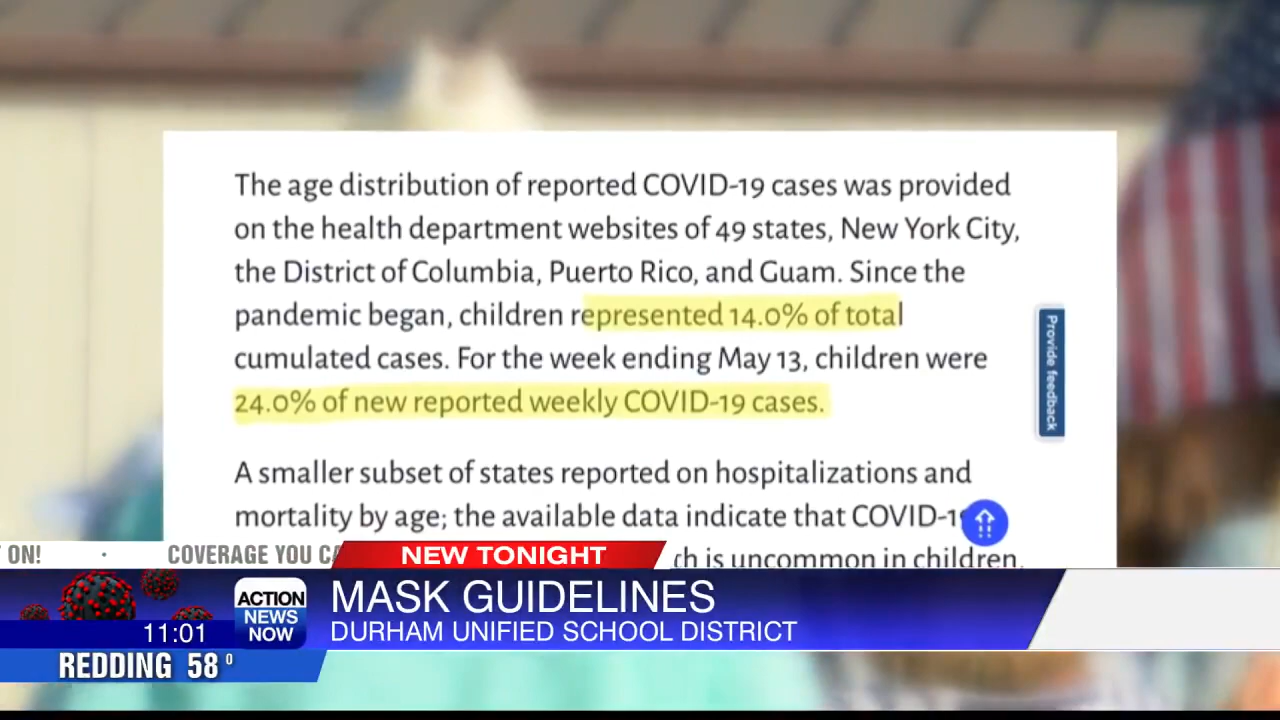 The age distribution of reported COVID-19 cases was provided
on the health department websites of 49 states, New York City,
the District of Columbia, Puerto Rico, and Guam. Since the
pandemic began, children represented 14.0% of total
cumulated cases. For the week ending May 13, children were
24.0% of new reported weekly COVID-19 cases.
Provide feedback
A smaller subset of states reported on hospitalizations and
mortality by age; the available data indicate that COVID-19
ch is uncommon in children.
ON!
· COVERAGE YOU CA
NEW TONIGHT
ACTION
NEWS
NOW
MASK GUIDELINES
DURHAM UNIFIED SCHOOL DISTRICT
11:01
REDDING 58°